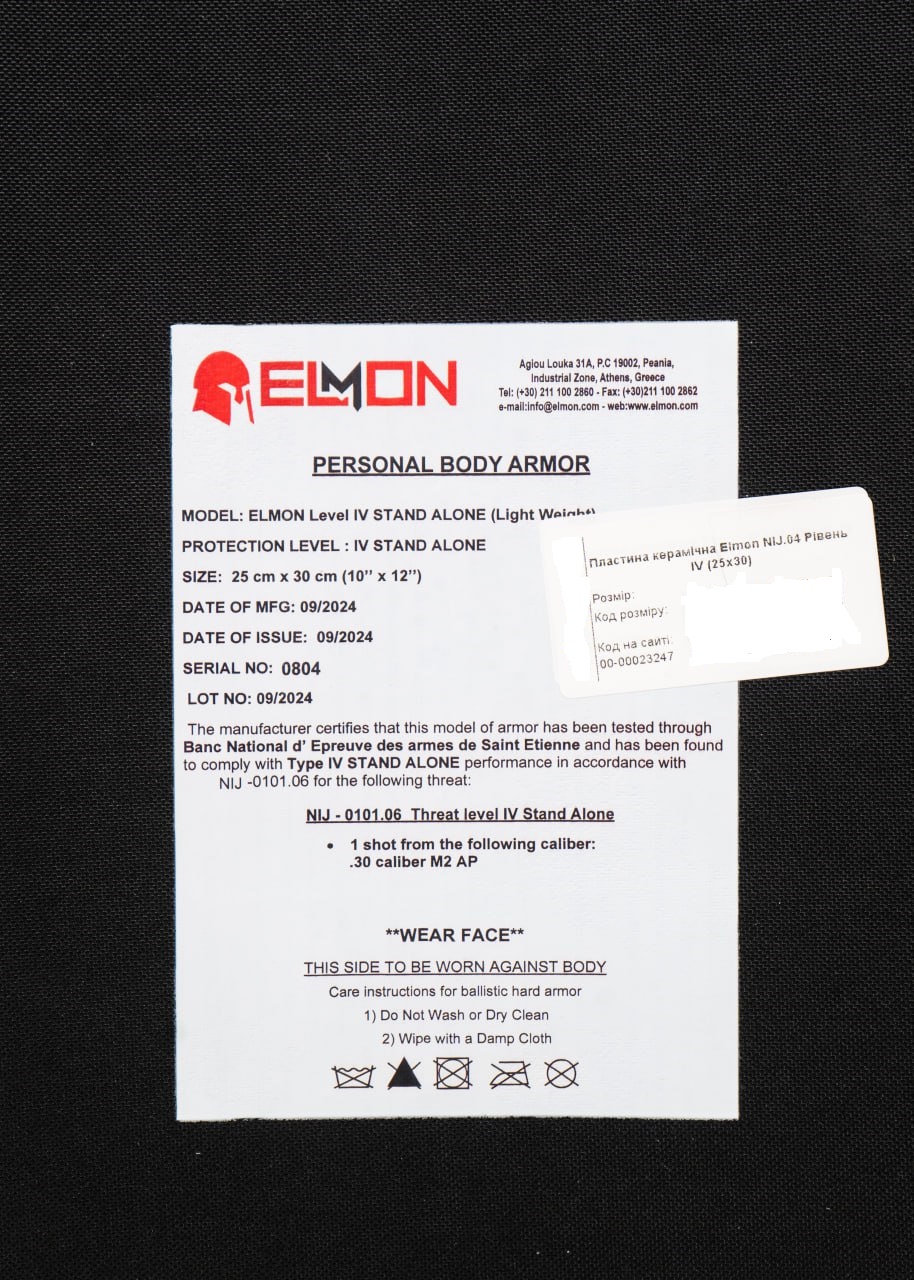 ELMON
Agiou Louka 31A, P.C 19002, Peania,
Industrial Zone, Athens, Greece
Tel: (+30) 211 100 2860 - Fax: (+30)211 100 2862
e-mail:info@elmon.com - web:www.elmon.com
PERSONAL BODY ARMOR
MODEL: ELMON Level IV STAND ALONE (Light Weight)
PROTECTION LEVEL : IV STAND ALONE
SIZE: 25 cm x 30 cm (10’’ x 12’’)
DATE OF MFG: 09/2024
DATE OF ISSUE: 09/2024
SERIAL NO: 0804
LOT NO: 09/2024
Пластина керамічна Elmon NIJ.04 Рівень
IV (25x30)
Розмір:
Код розміру:
Код на сайті:
00-00023247
The manufacturer certifies that this model of armor has been tested through
Banc National d’ Epreuve des armes de Saint Etienne and has been found
to comply with Type IV STAND ALONE performance in accordance with
NIJ -0101.06 for the following threat:
NIJ - 0101.06 Threat level IV Stand Alone
• 1 shot from the following caliber:
.30 caliber M2 AP
**WEAR FACE**
THIS SIDE TO BE WORN AGAINST BODY
Care instructions for ballistic hard armor
1) Do Not Wash or Dry Clean
2) Wipe with a Damp Cloth